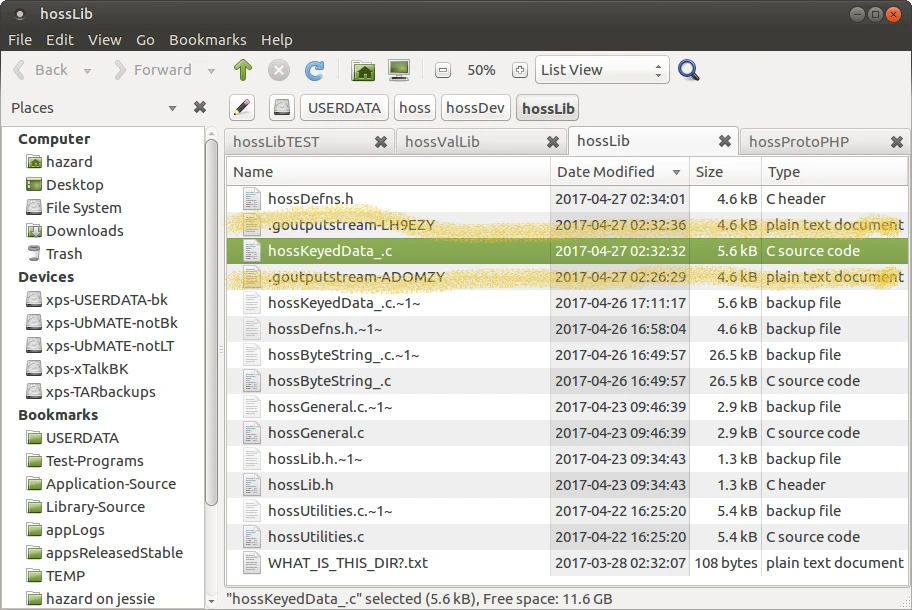 hossLib
File Edit View Go Bookmarks Help
Back Forward 50% List View
Places USERDATA hoss hossDev hossLib
hossLibTEST hossValLib hossLib hossProtoPHP
Computer
hazard
Desktop
File System
Downloads
Trash
Devices
xps-USERDATA-bk
xps-UbMATE-notBk
xps-UbMATE-notLT
xps-xTalkBK
xps-TARbackups
Bookmarks
USERDATA
Test-Programs
Application-Source
Library-Source
appLogs
appsReleasedStable
TEMP
hazard on jessie
Name Date Modified Size Type
hossDefns.h 2017-04-27 02:34:01 4.6 kB C header
.goutputstream-LH9EZY 2017-04-27 02:32:36 4.6 kB plain text document
hossKeyedData_.c 2017-04-27 02:32:32 5.6 kB C source code
.goutputstream-ADOMZY 2017-04-27 02:26:29 4.6 kB plain text document
hossKeyedData_.c.~1~ 2017-04-26 17:11:17 5.6 kB backup file
hossDefns.h.~1~ 2017-04-26 16:58:04 4.6 kB backup file
hossByteString_.c.~1~ 2017-04-26 16:49:57 26.5 kB backup file
hossByteString_.c 2017-04-26 16:49:57 26.5 kB C source code
hossGeneral.c.~1~ 2017-04-23 09:46:39 2.9 kB backup file
hossGeneral.c 2017-04-23 09:46:39 2.9 kB C source code
hossLib.h.~1~ 2017-04-23 09:34:43 1.3 kB backup file
hossLib.h 2017-04-23 09:34:43 1.3 kB C header
hossUtilities.c.~1~ 2017-04-22 16:25:20 5.4 kB backup file
hossUtilities.c 2017-04-22 16:25:20 5.4 kB C source code
WHAT_IS_THIS_DIR?.txt 2017-03-28 02:32:07 108 bytes plain text document
"hossKeyedData_.c" selected (5.6 kB), Free space: 11.6 GB